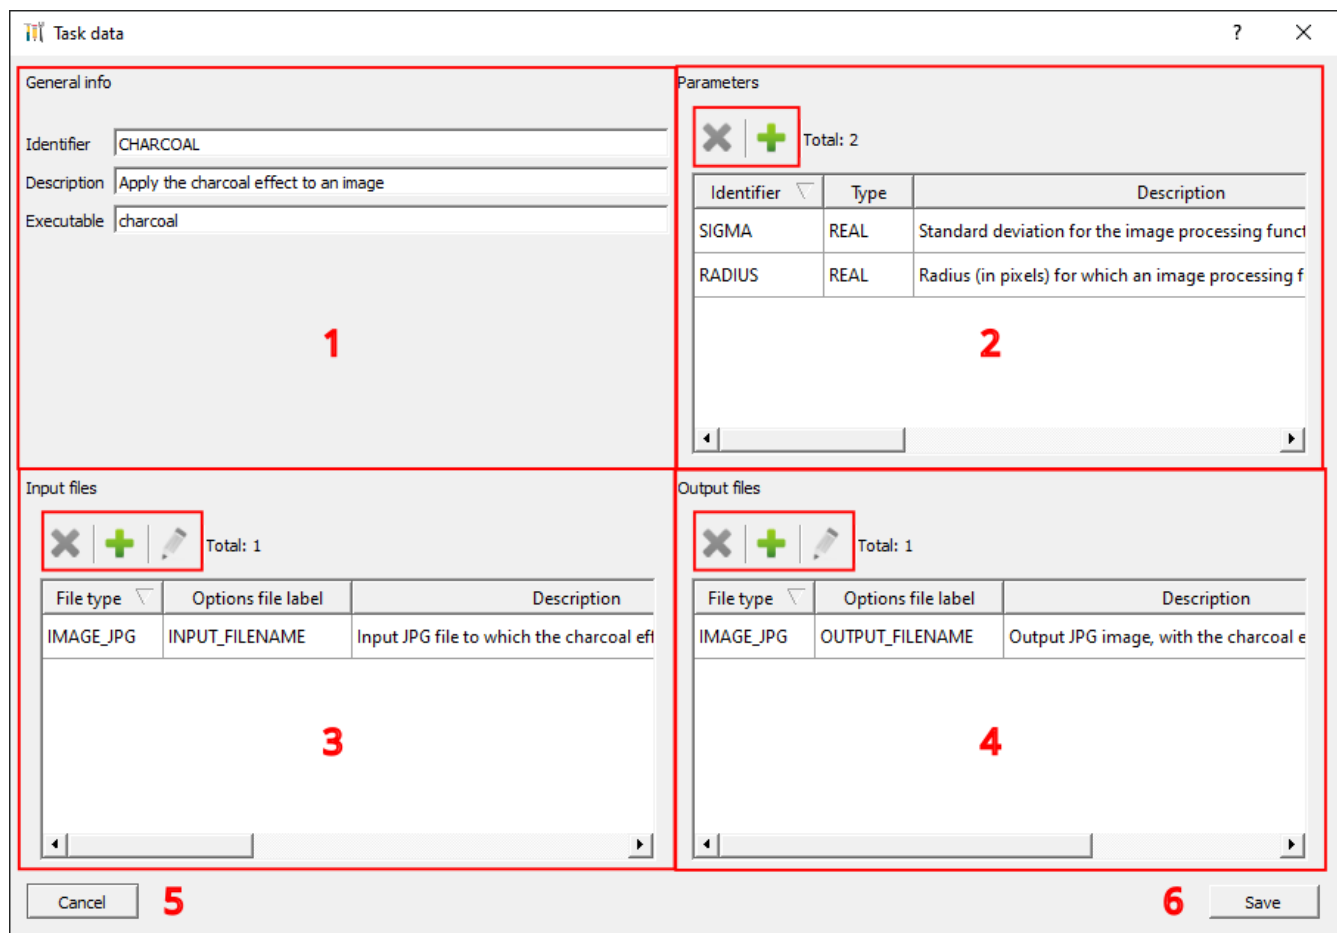 Task data
?
General info
Identifier CHARCOAL
Description Apply the charcoal effect to an image
Executable charcoal
1
Parameters
Total: 2
Identifier Type Description
SIGMA REAL Standard deviation for the image processing funct
RADIUS REAL Radius (in pixels) for which an image processing f
2
Input files
Total: 1
File type Options file label Description
IMAGE_JPG INPUT_FILENAME Input JPG file to which the charcoal eff
3
Output files
Total: 1
File type Options file label Description
IMAGE_JPG OUTPUT_FILENAME Output JPG image, with the charcoal e
4
Cancel 5
6 Save